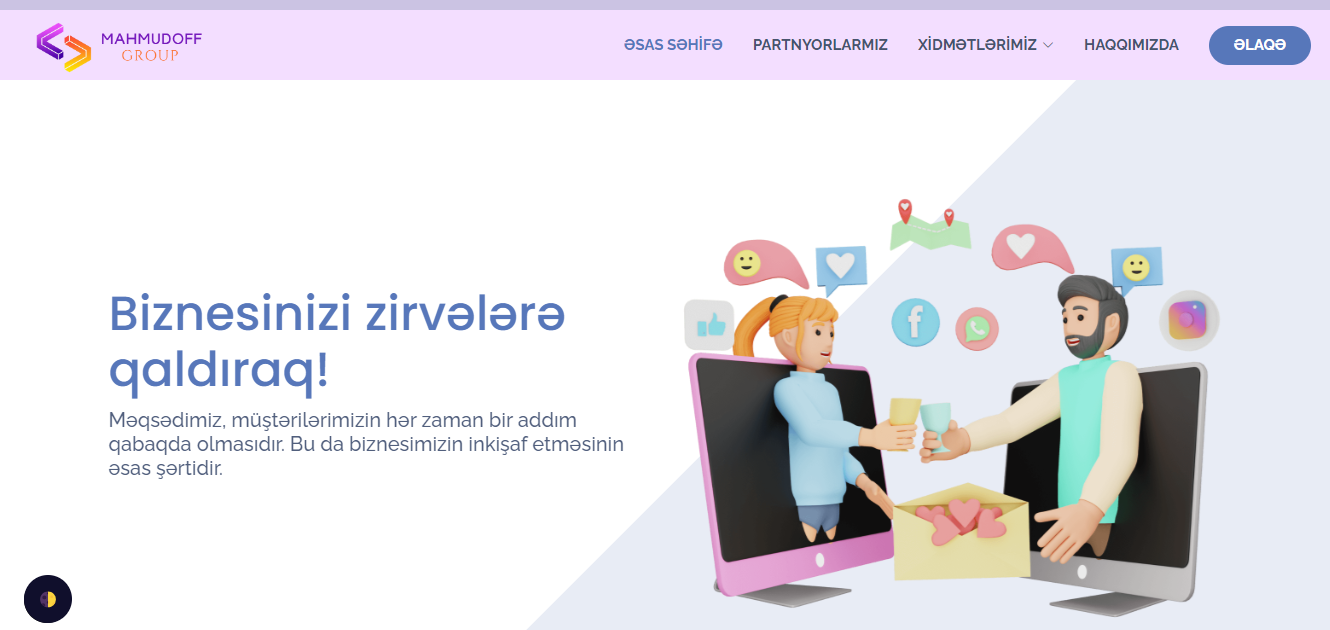 MAHMUDOFF
GROUP
ƏSAS SƏHİFƏ
PARTNYORLARMIZ
XİDMƏTLƏRİMİZ
HAQQIMIZDA
ƏLAQƏ
Biznesinizi zirvələrə
qaldıraq!
Məqsədimiz, müştərilərimizin hər zaman bir addım
qabaqda olmasıdır. Bu da biznesimizin inkişaf etməsinin
əsas şərtidir.